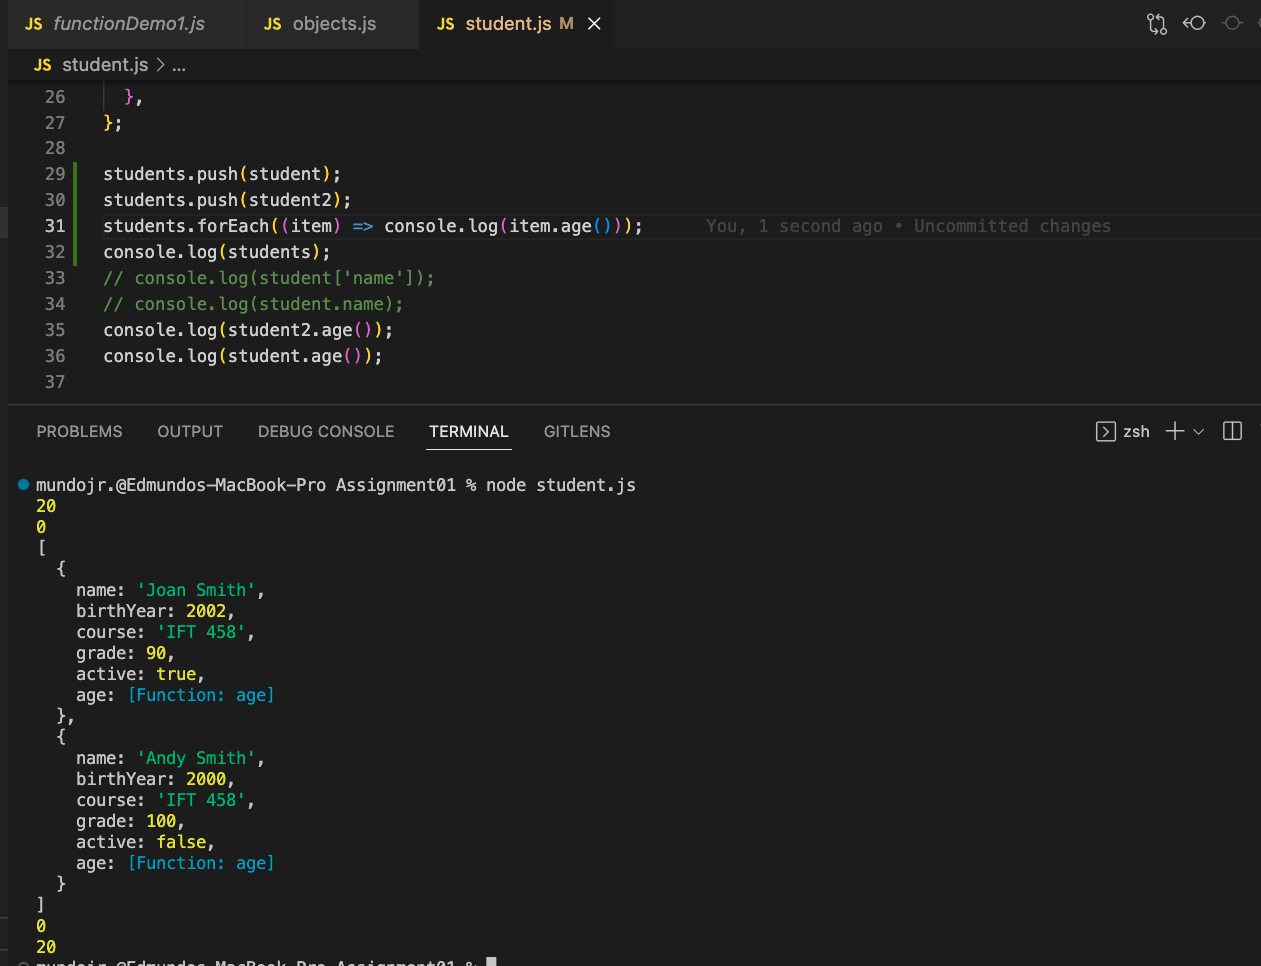 JS functionDemo1.js JS objects.js JS student.js M
JS student.js > ...
26 },
27 };
28
29 students.push(student);
30 students.push(student2);
31 students.forEach((item) => console.log(item.age())); You, 1 second ago • Uncommitted changes
32 console.log(students);
33 // console.log(student['name']);
34 // console.log(student.name);
35 console.log(student2.age());
36 console.log(student.age());
37
PROBLEMS OUTPUT DEBUG CONSOLE TERMINAL GITLENS zsh
mundojr.@Edmundos-MacBook-Pro Assignment01 % node student.js
20
0
[
{
name: 'Joan Smith',
birthYear: 2002,
course: 'IFT 458',
grade: 90,
active: true,
age: [Function: age]
},
{
name: 'Andy Smith',
birthYear: 2000,
course: 'IFT 458',
grade: 100,
active: false,
age: [Function: age]
}
]
0
20
mundojr.@Edmundos-MacBook-Pro Assignment01 %